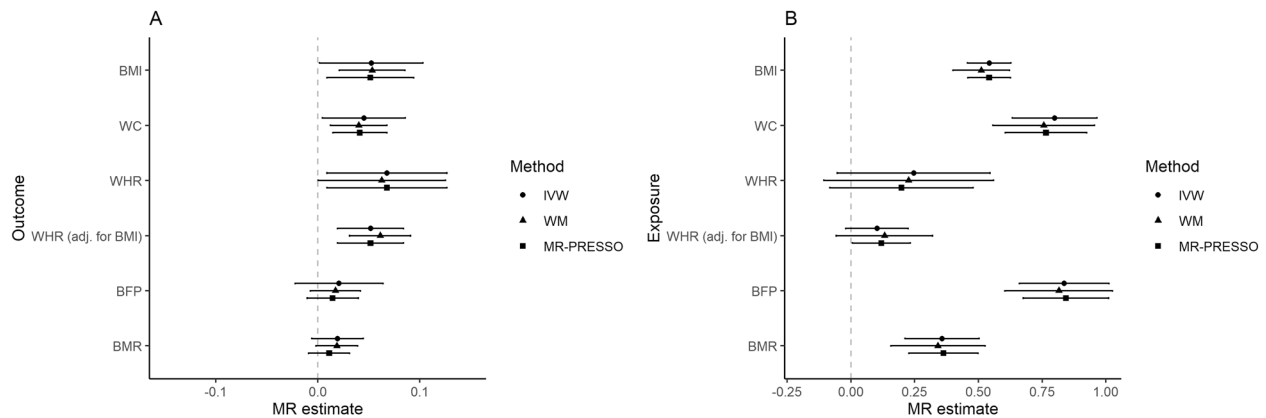 A
Outcome
BMI
WC
WHR
WHR (adj. for BMI)
BFP
BMR
-0.1
0.0
0.1
MR estimate
Method
IVW
WM
MR-PRESSO
B
Exposure
BMI
WC
WHR
WHR (adj. for BMI)
BFP
BMR
-0.25
0.00
0.25
0.50
0.75
1.00
MR estimate
Method
IVW
WM
MR-PRESSO